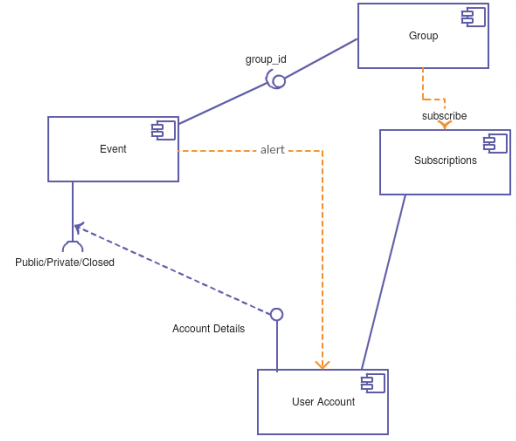 Group
group_id
subscribe
Event
alert
Subscriptions
Public/Private/Closed
Account Details
User Account